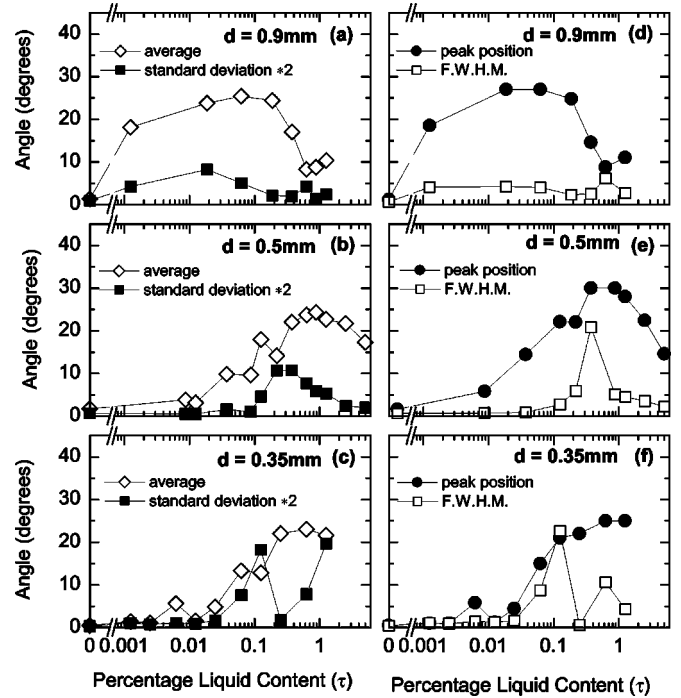 d = 0.9mm (a)
average
standard deviation *2
Angle (degrees)
40
30
20
10
0
d = 0.9mm (d)
peak position
F.W.H.M.
d = 0.5mm (b)
average
standard deviation *2
Angle (degrees)
40
30
20
10
0
d = 0.5mm (e)
peak position
F.W.H.M.
d = 0.35mm (c)
average
standard deviation *2
Angle (degrees)
40
30
20
10
0
0 0.001 0.01 0.1 1
Percentage Liquid Content (τ)
d = 0.35mm (f)
peak position
F.W.H.M.
0 0.001 0.01 0.1 1
Percentage Liquid Content (τ)